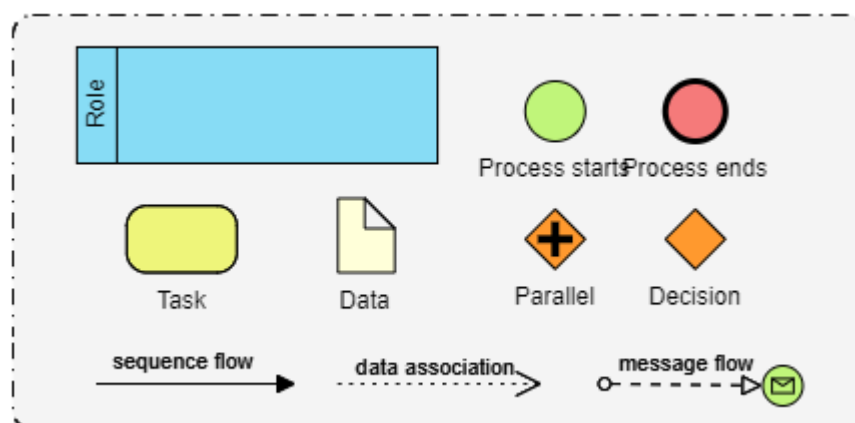 Role
Process starts
Process ends
Task
Data
Parallel
Decision
sequence flow
data association
message flow